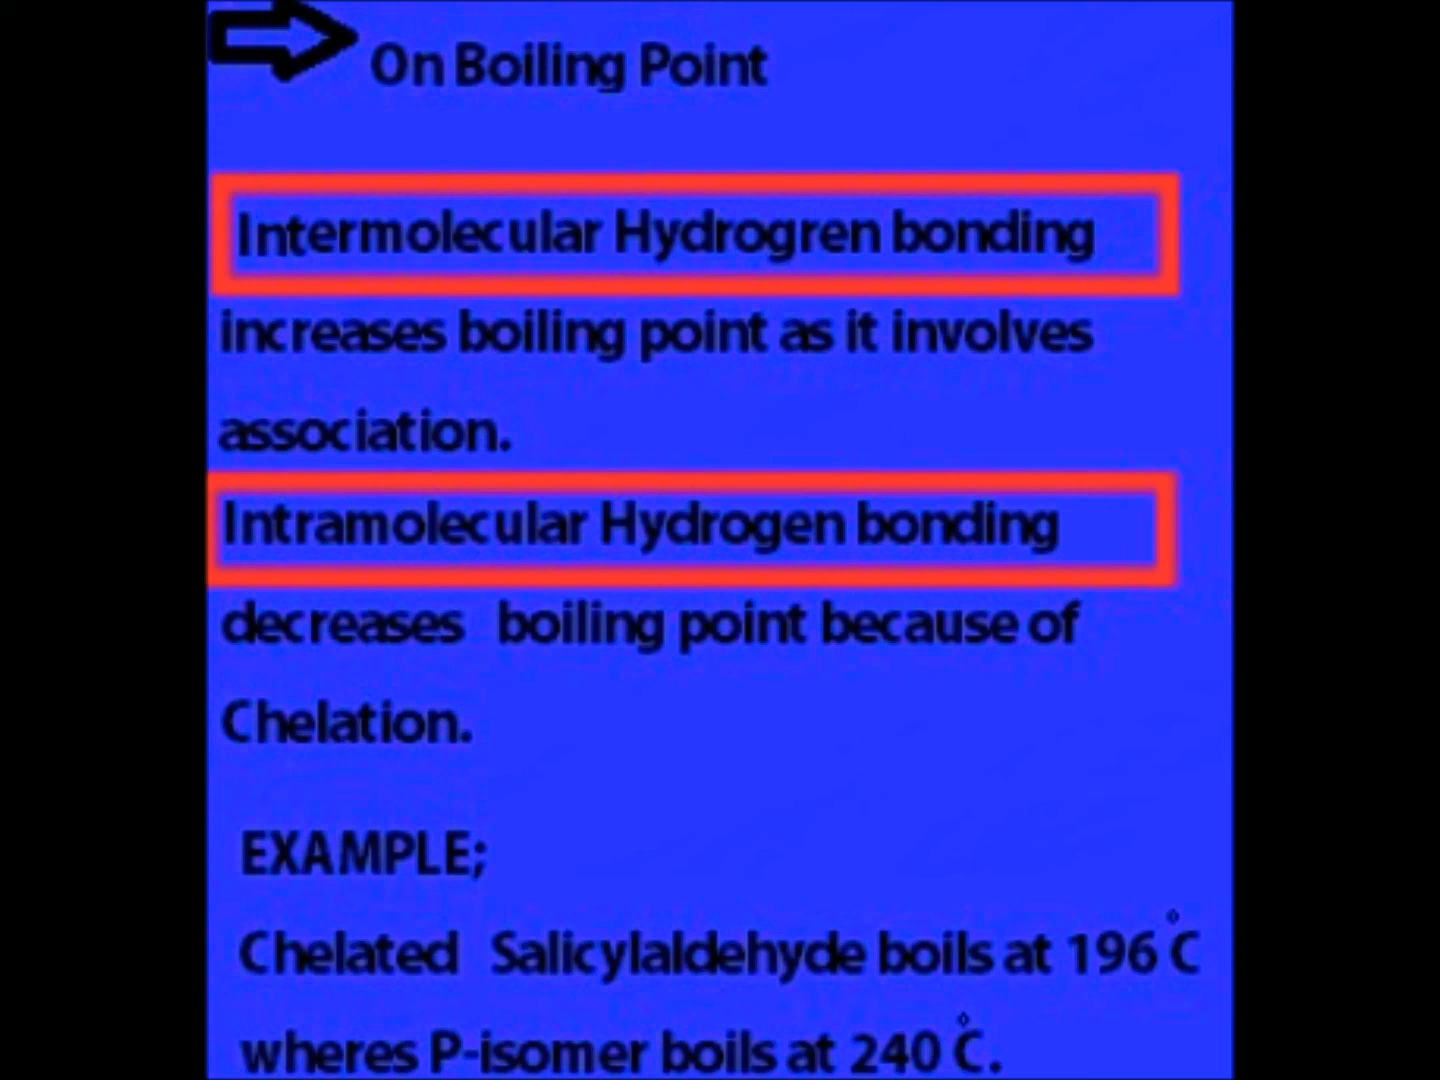 On Boiling Point
Intermolecular Hydrogren bonding
increases boiling point as it involves
association.
Intramolecular Hydrogen bonding
decreases boiling point because of
Chelation.
EXAMPLE;
Chelated Salicylaldehyde boils at 196°C
wheres P-isomer boils at 240°C.